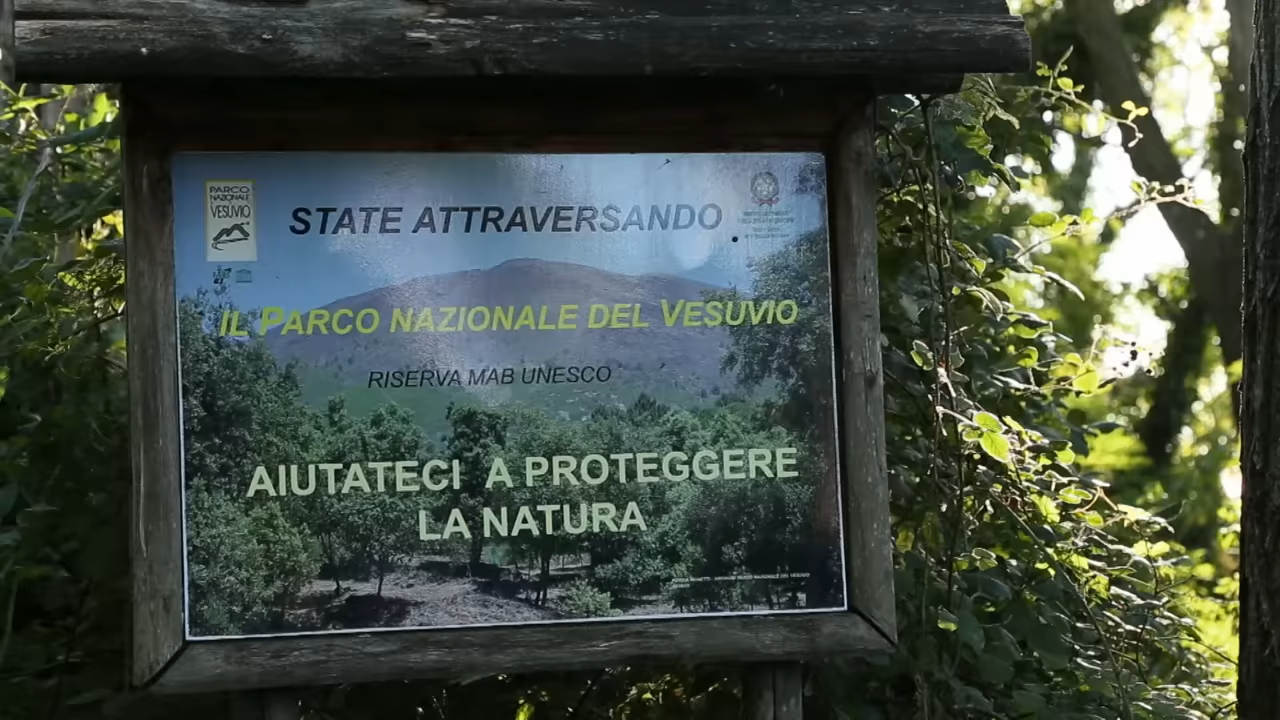 PARCO
NAZIONALE
VESUVIO
STATE ATTRAVERSANDO
IL PARCO NAZIONALE DEL VESUVIO
RISERVA MAB UNESCO
AIUTATECI A PROTEGGERE
LA NATURA